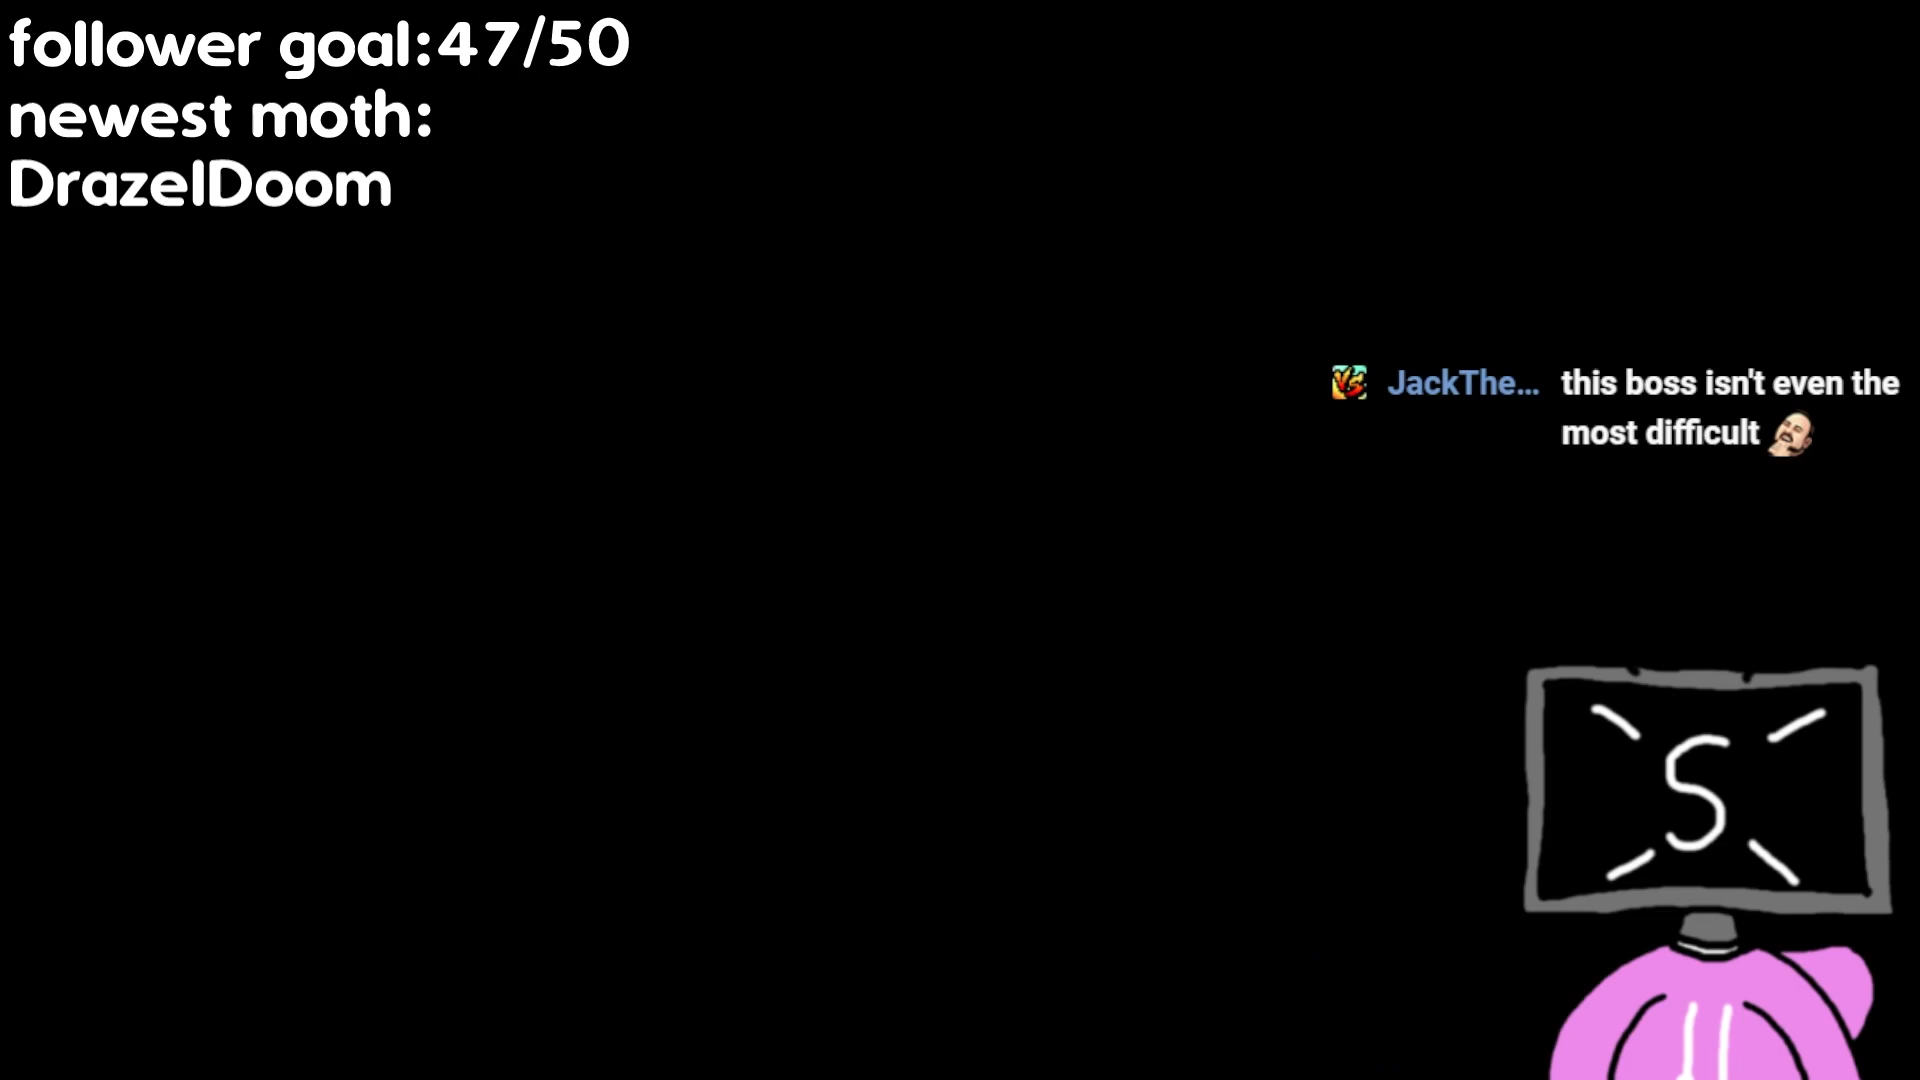 follower goal:47/50
newest moth:
DrazelDoom
JackThe... this boss isn't even the
most difficult
S